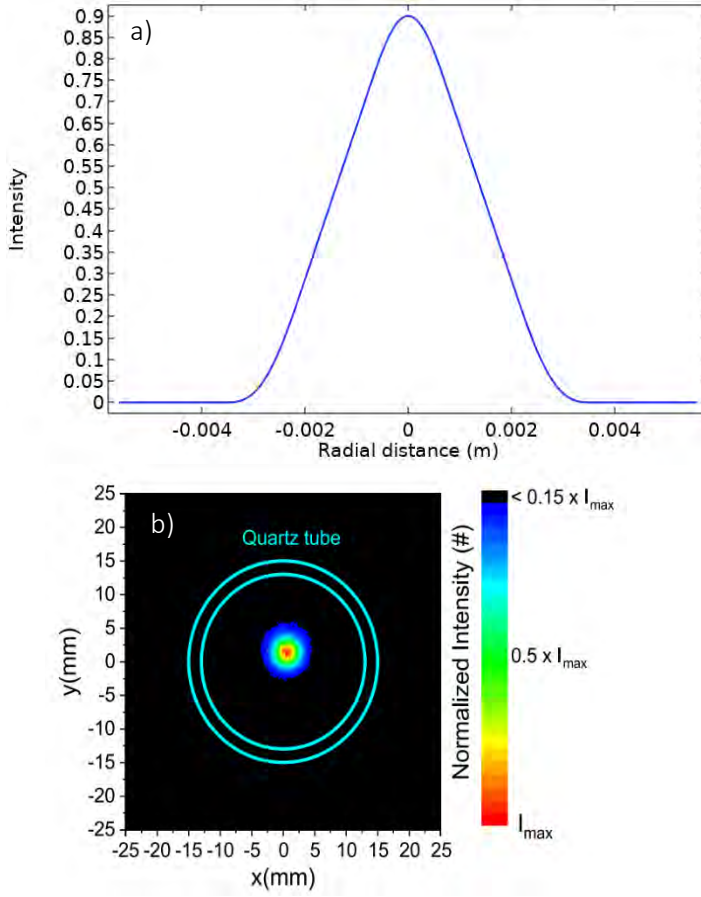 a)
Intensity
0.9
0.85
0.8
0.75
0.7
0.65
0.6
0.55
0.5
0.45
0.4
0.35
0.3
0.25
0.2
0.15
0.1
0.05
0
-0.004 -0.002 0 0.002 0.004
Radial distance (m)
b)
Quartz tube
y(mm)
25
20
15
10
5
0
-5
-10
-15
-20
-25
-25 -20 -15 -10 -5 0 5 10 15 20 25
x(mm)
Normalized Intensity (#)
< 0.15 x Imax
0.5 x Imax
Imax